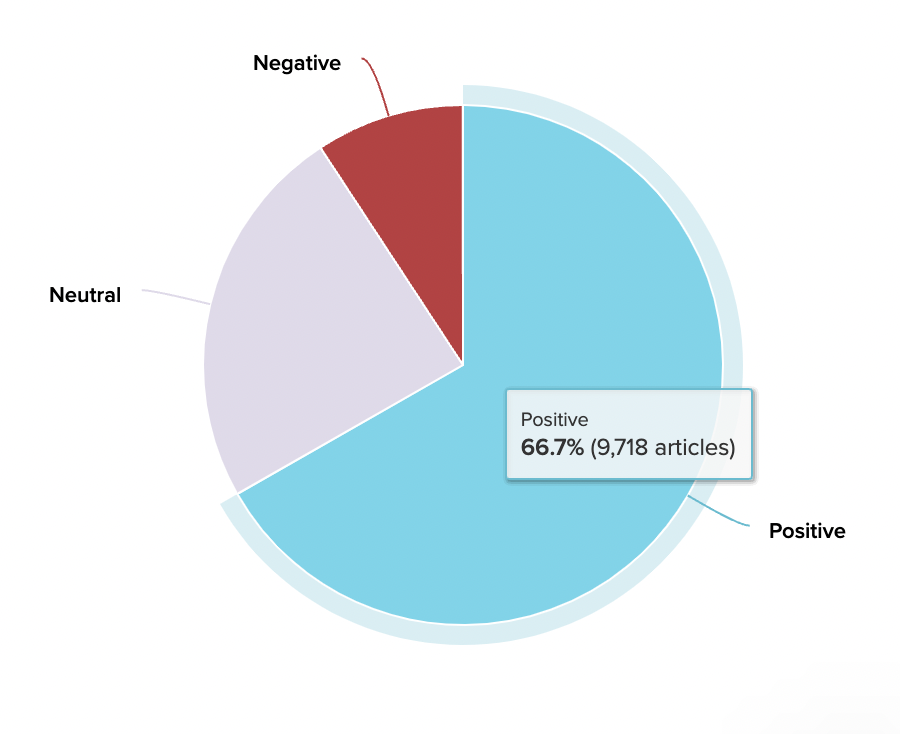 Negative
Neutral
Positive
66.7% (9,718 articles)
Positive